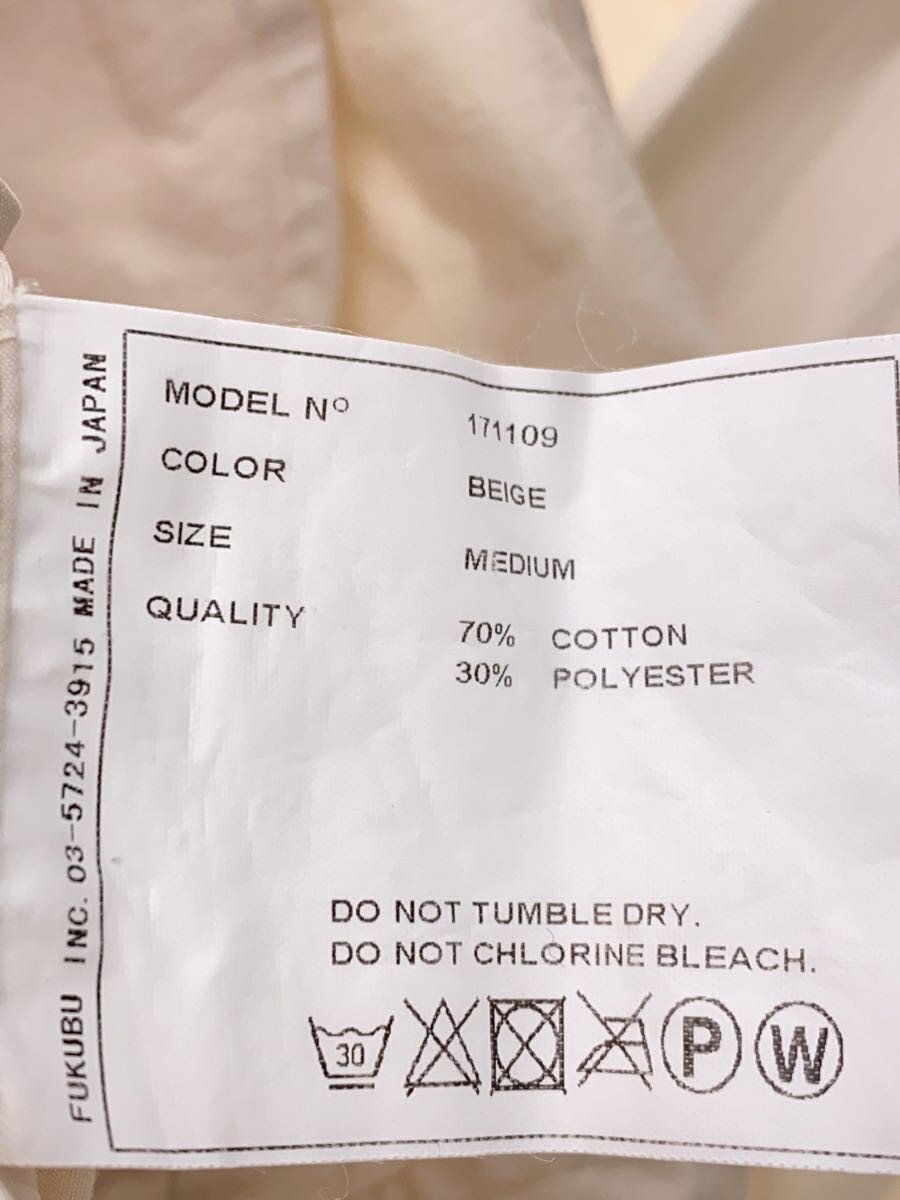 MODEL Nº 171109
COLOR BEIGE
SIZE MEDIUM
QUALITY 70% COTTON
30% POLYESTER
DO NOT TUMBLE DRY.
DO NOT CHLORINE BLEACH.
30 P W
FUKUBU INC. 03-5724-3915 MADE IN JAPAN